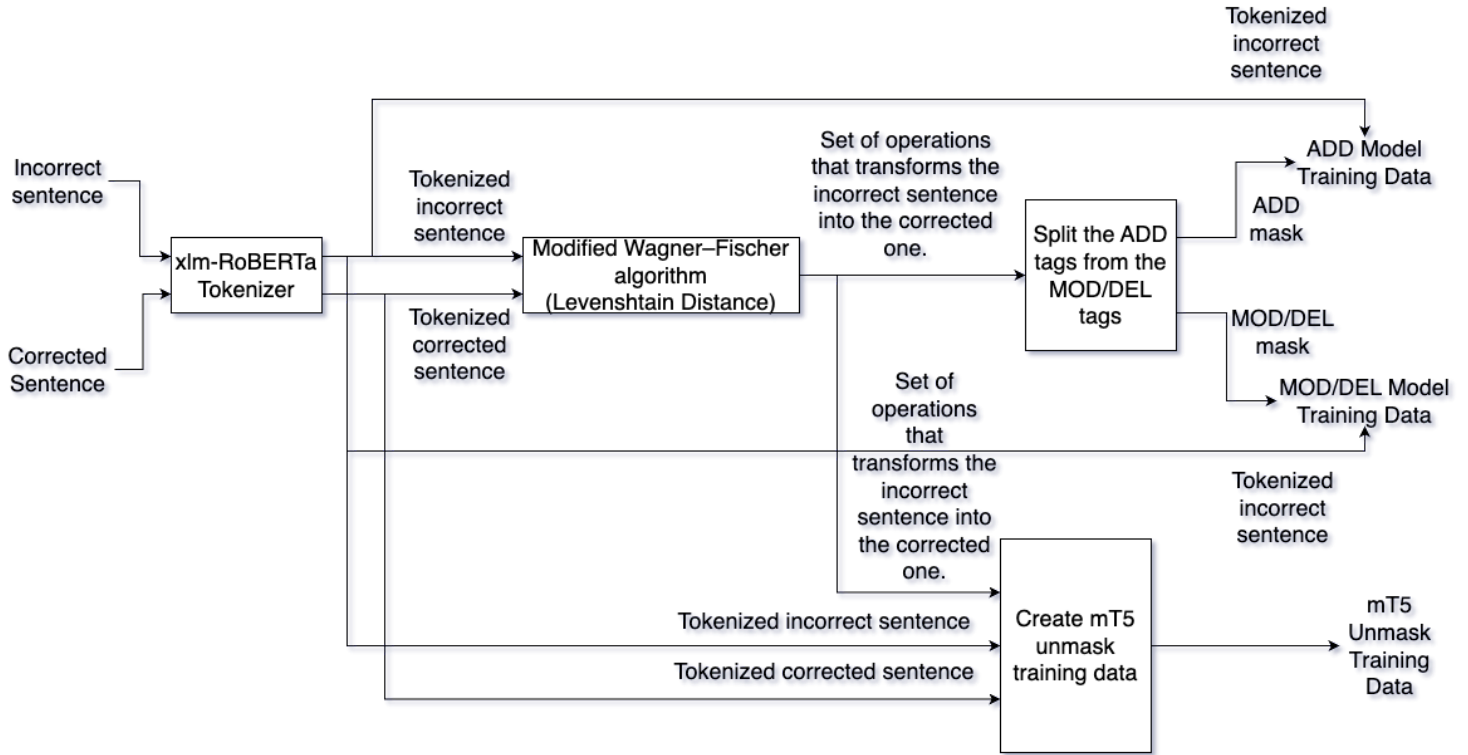 Tokenized
incorrect
sentence
Set of operations
that transforms the
incorrect sentence
into the corrected
one.
ADD Model
Training Data
Incorrect
sentence
Tokenized
incorrect
sentence
ADD
mask
xlm-RoBERTa
Tokenizer
Modified Wagner–Fischer
algorithm
(Levenshtain Distance)
Split the ADD
tags from the
MOD/DEL
tags
Corrected
Sentence
Tokenized
corrected
sentence
MOD/DEL
mask
MOD/DEL Model
Training Data
Set of
operations
that
transforms the
incorrect
sentence into
the corrected
one.
Tokenized
incorrect
sentence
Tokenized incorrect sentence
Tokenized corrected sentence
Create mT5
unmask
training data
mT5
Unmask
Training
Data